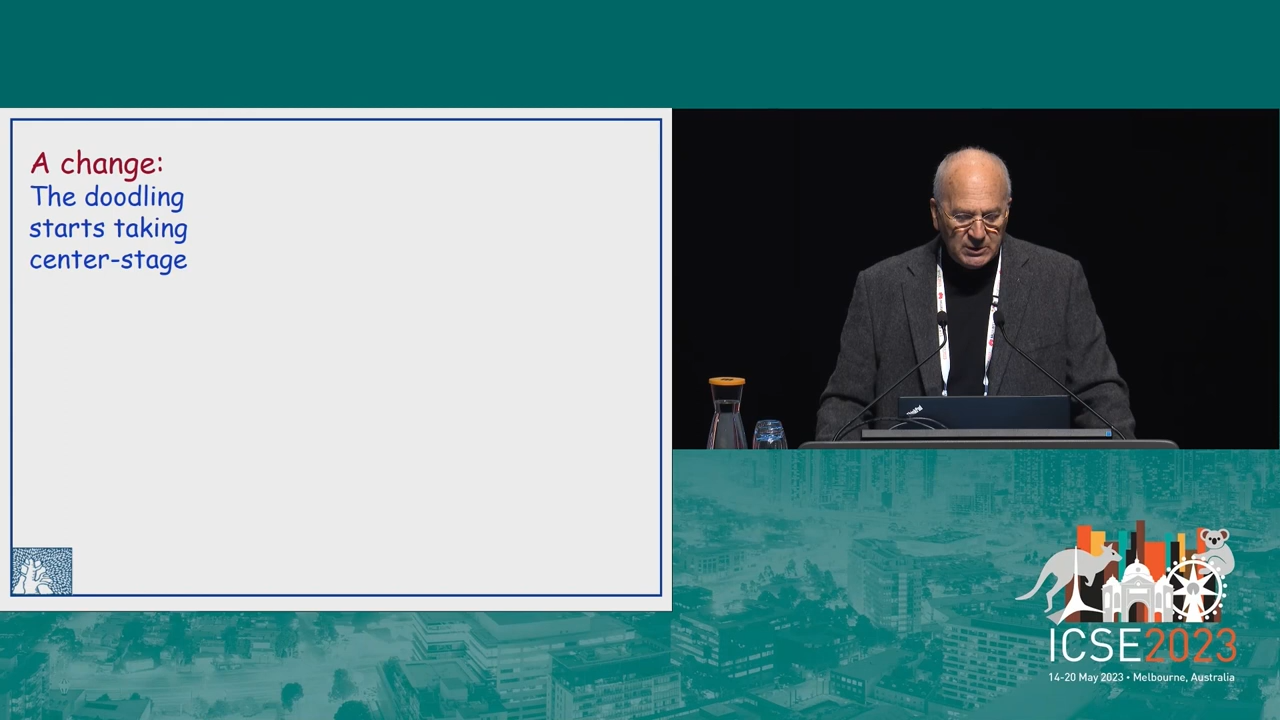 A change:
The doodling
starts taking
center-stage
ICSE2023
14-20 May 2023 • Melbourne, Australia